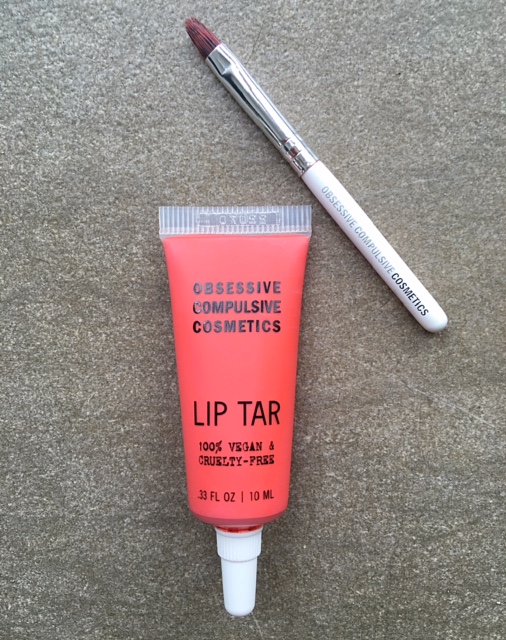 OBSESSIVE COMPULSIVE COSMETICS
OBSESSIVE
COMPULSIVE
COSMETICS
LIP TAR
100% VEGAN &
CRUELTY-FREE
.33 FL OZ | 10 ML